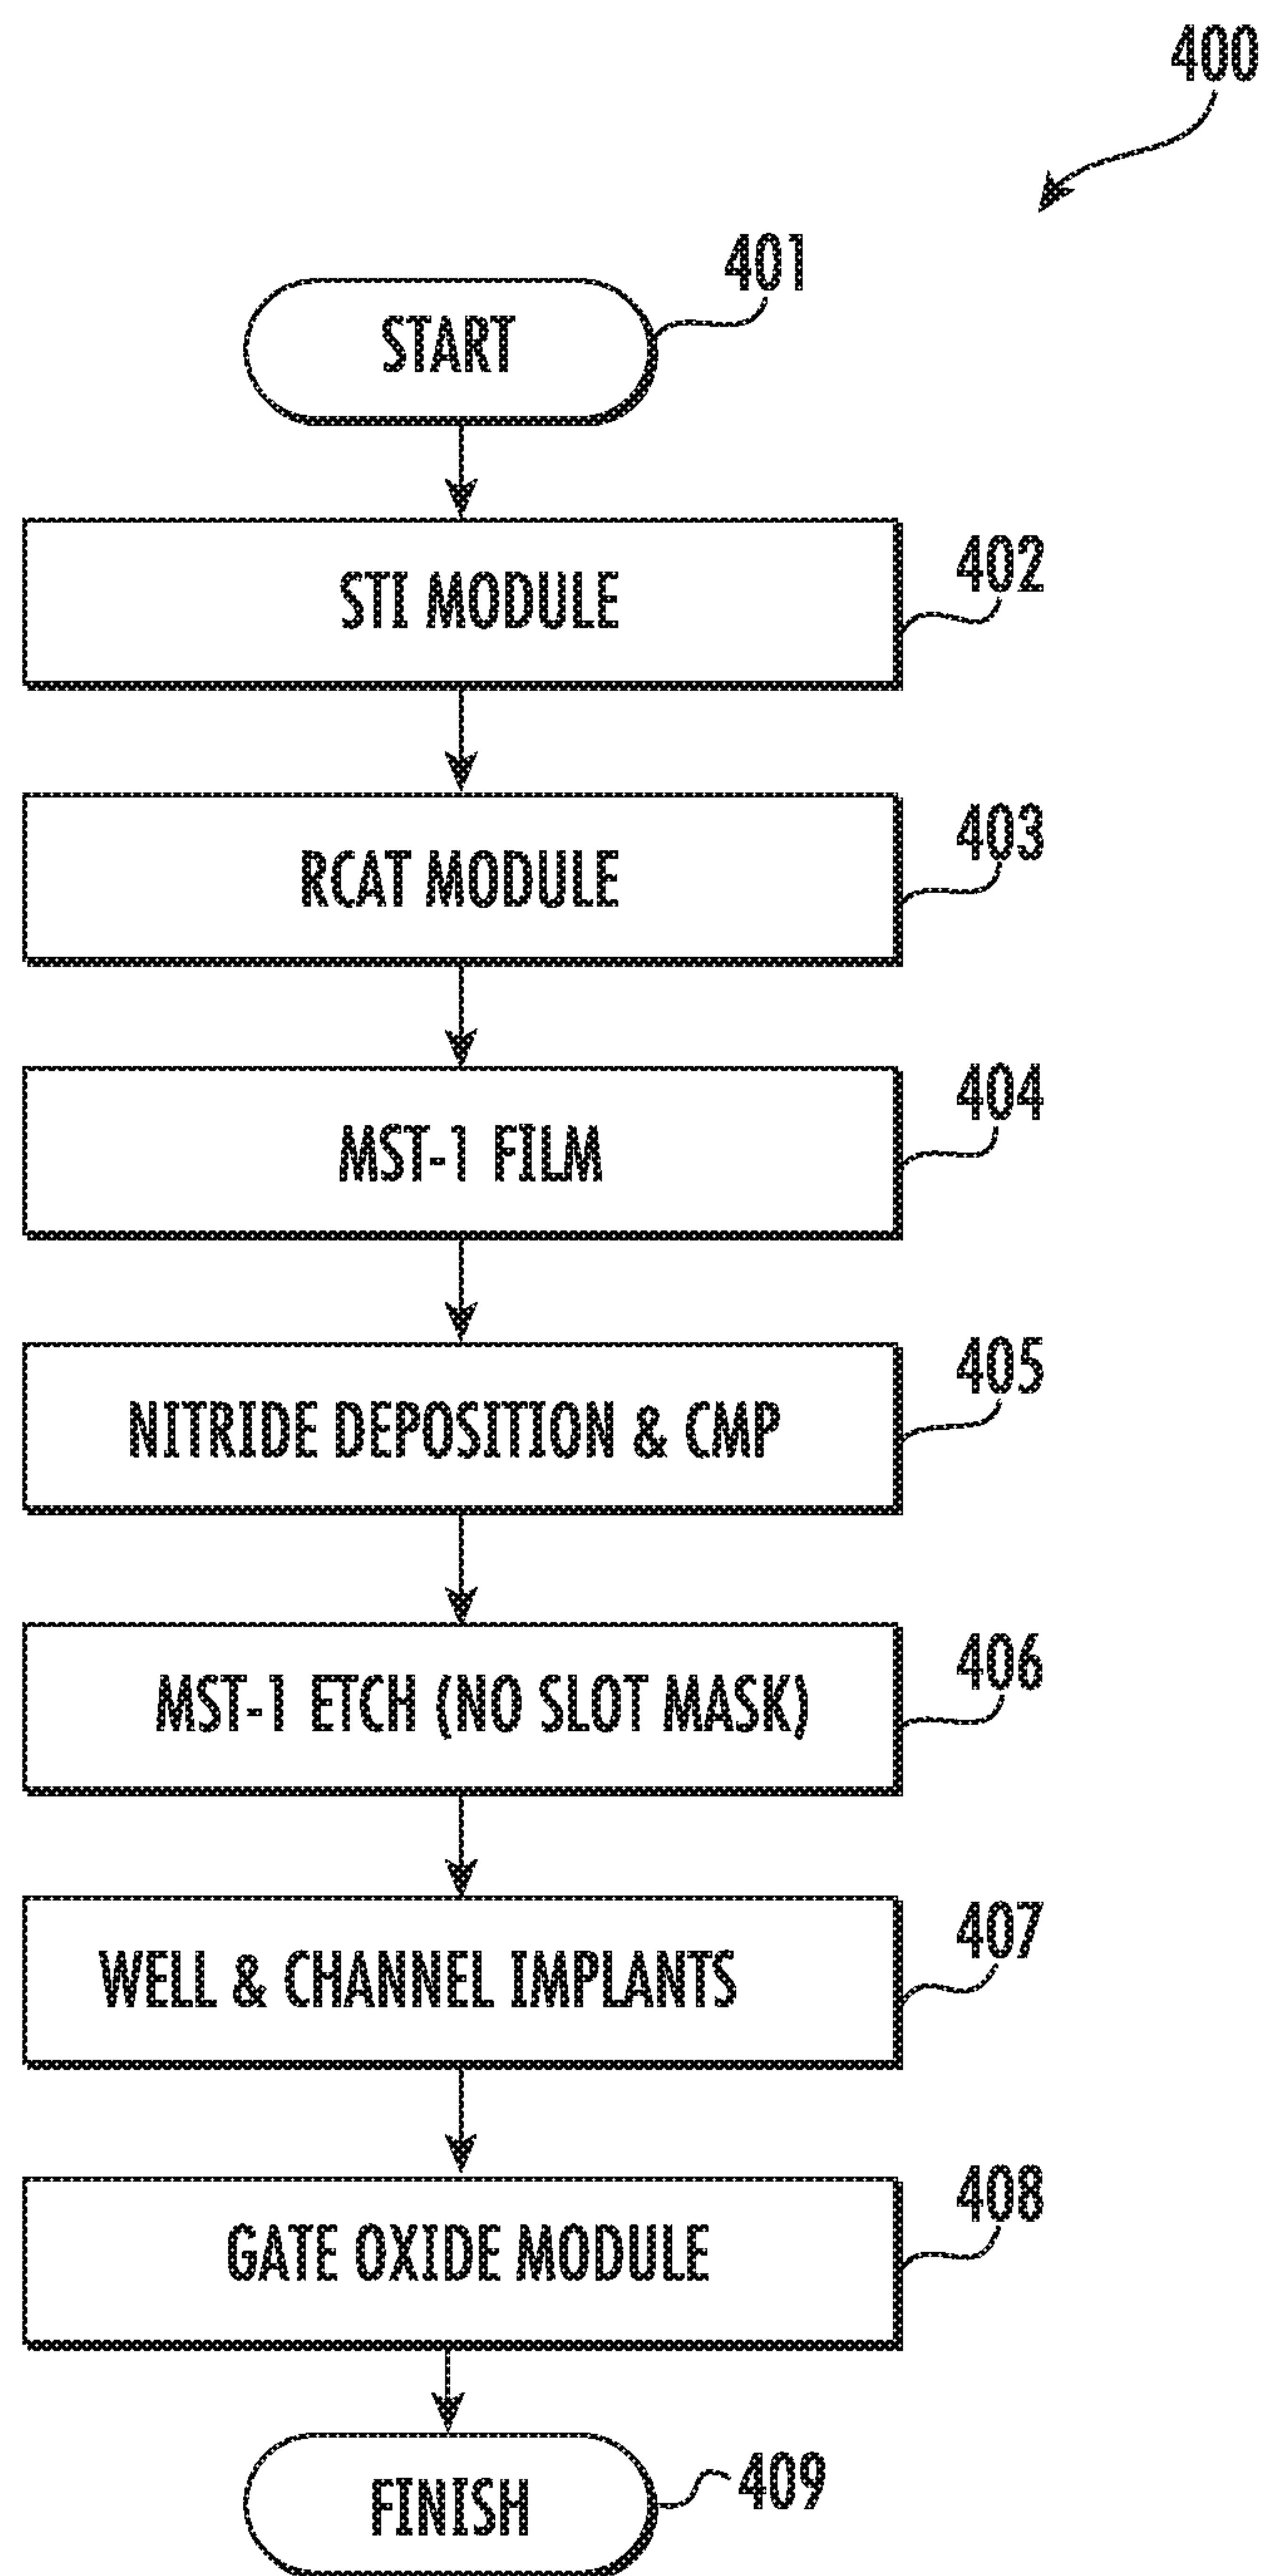 400
401
START
402
STI MODULE
403
RCAT MODULE
404
MST-1 FILM
405
NITRIDE DEPOSITION & CMP
406
MST-1 ETCH (NO SLOT MASK)
407
WELL & CHANNEL IMPLANTS
408
GATE OXIDE MODULE
409
FINISH